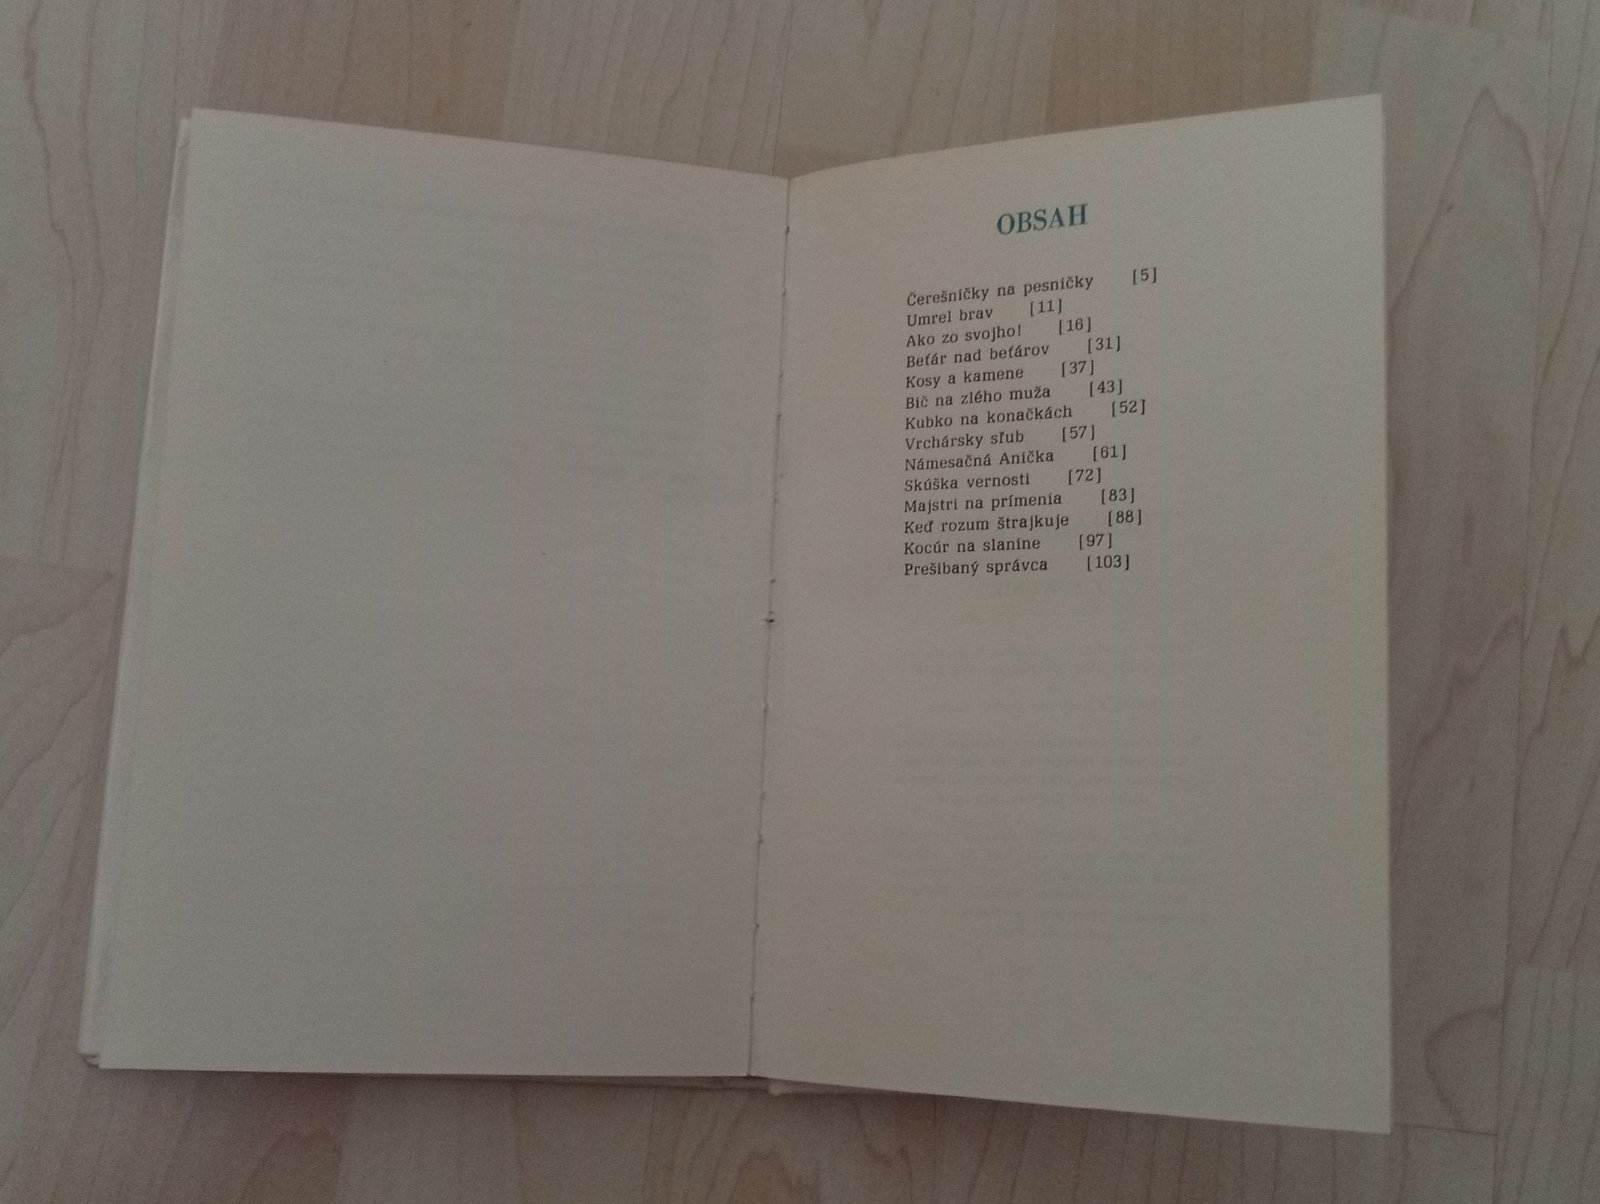 OBSAH
Čerešničky na pesničky [5]
Umrel brav [11]
Ako zo svojho! [16]
Beťár nad beťárov [31]
Kosy a kamene [37]
Bič na zlého muža [43]
Kubko na konačkách [52]
Vrchársky sľub [57]
Námesačná Anička [61]
Skúška vernosti [72]
Majstri na prímenia [83]
Keď rozum štrajkuje [88]
Kocúr na slanine [97]
Prešibaný správca [103]